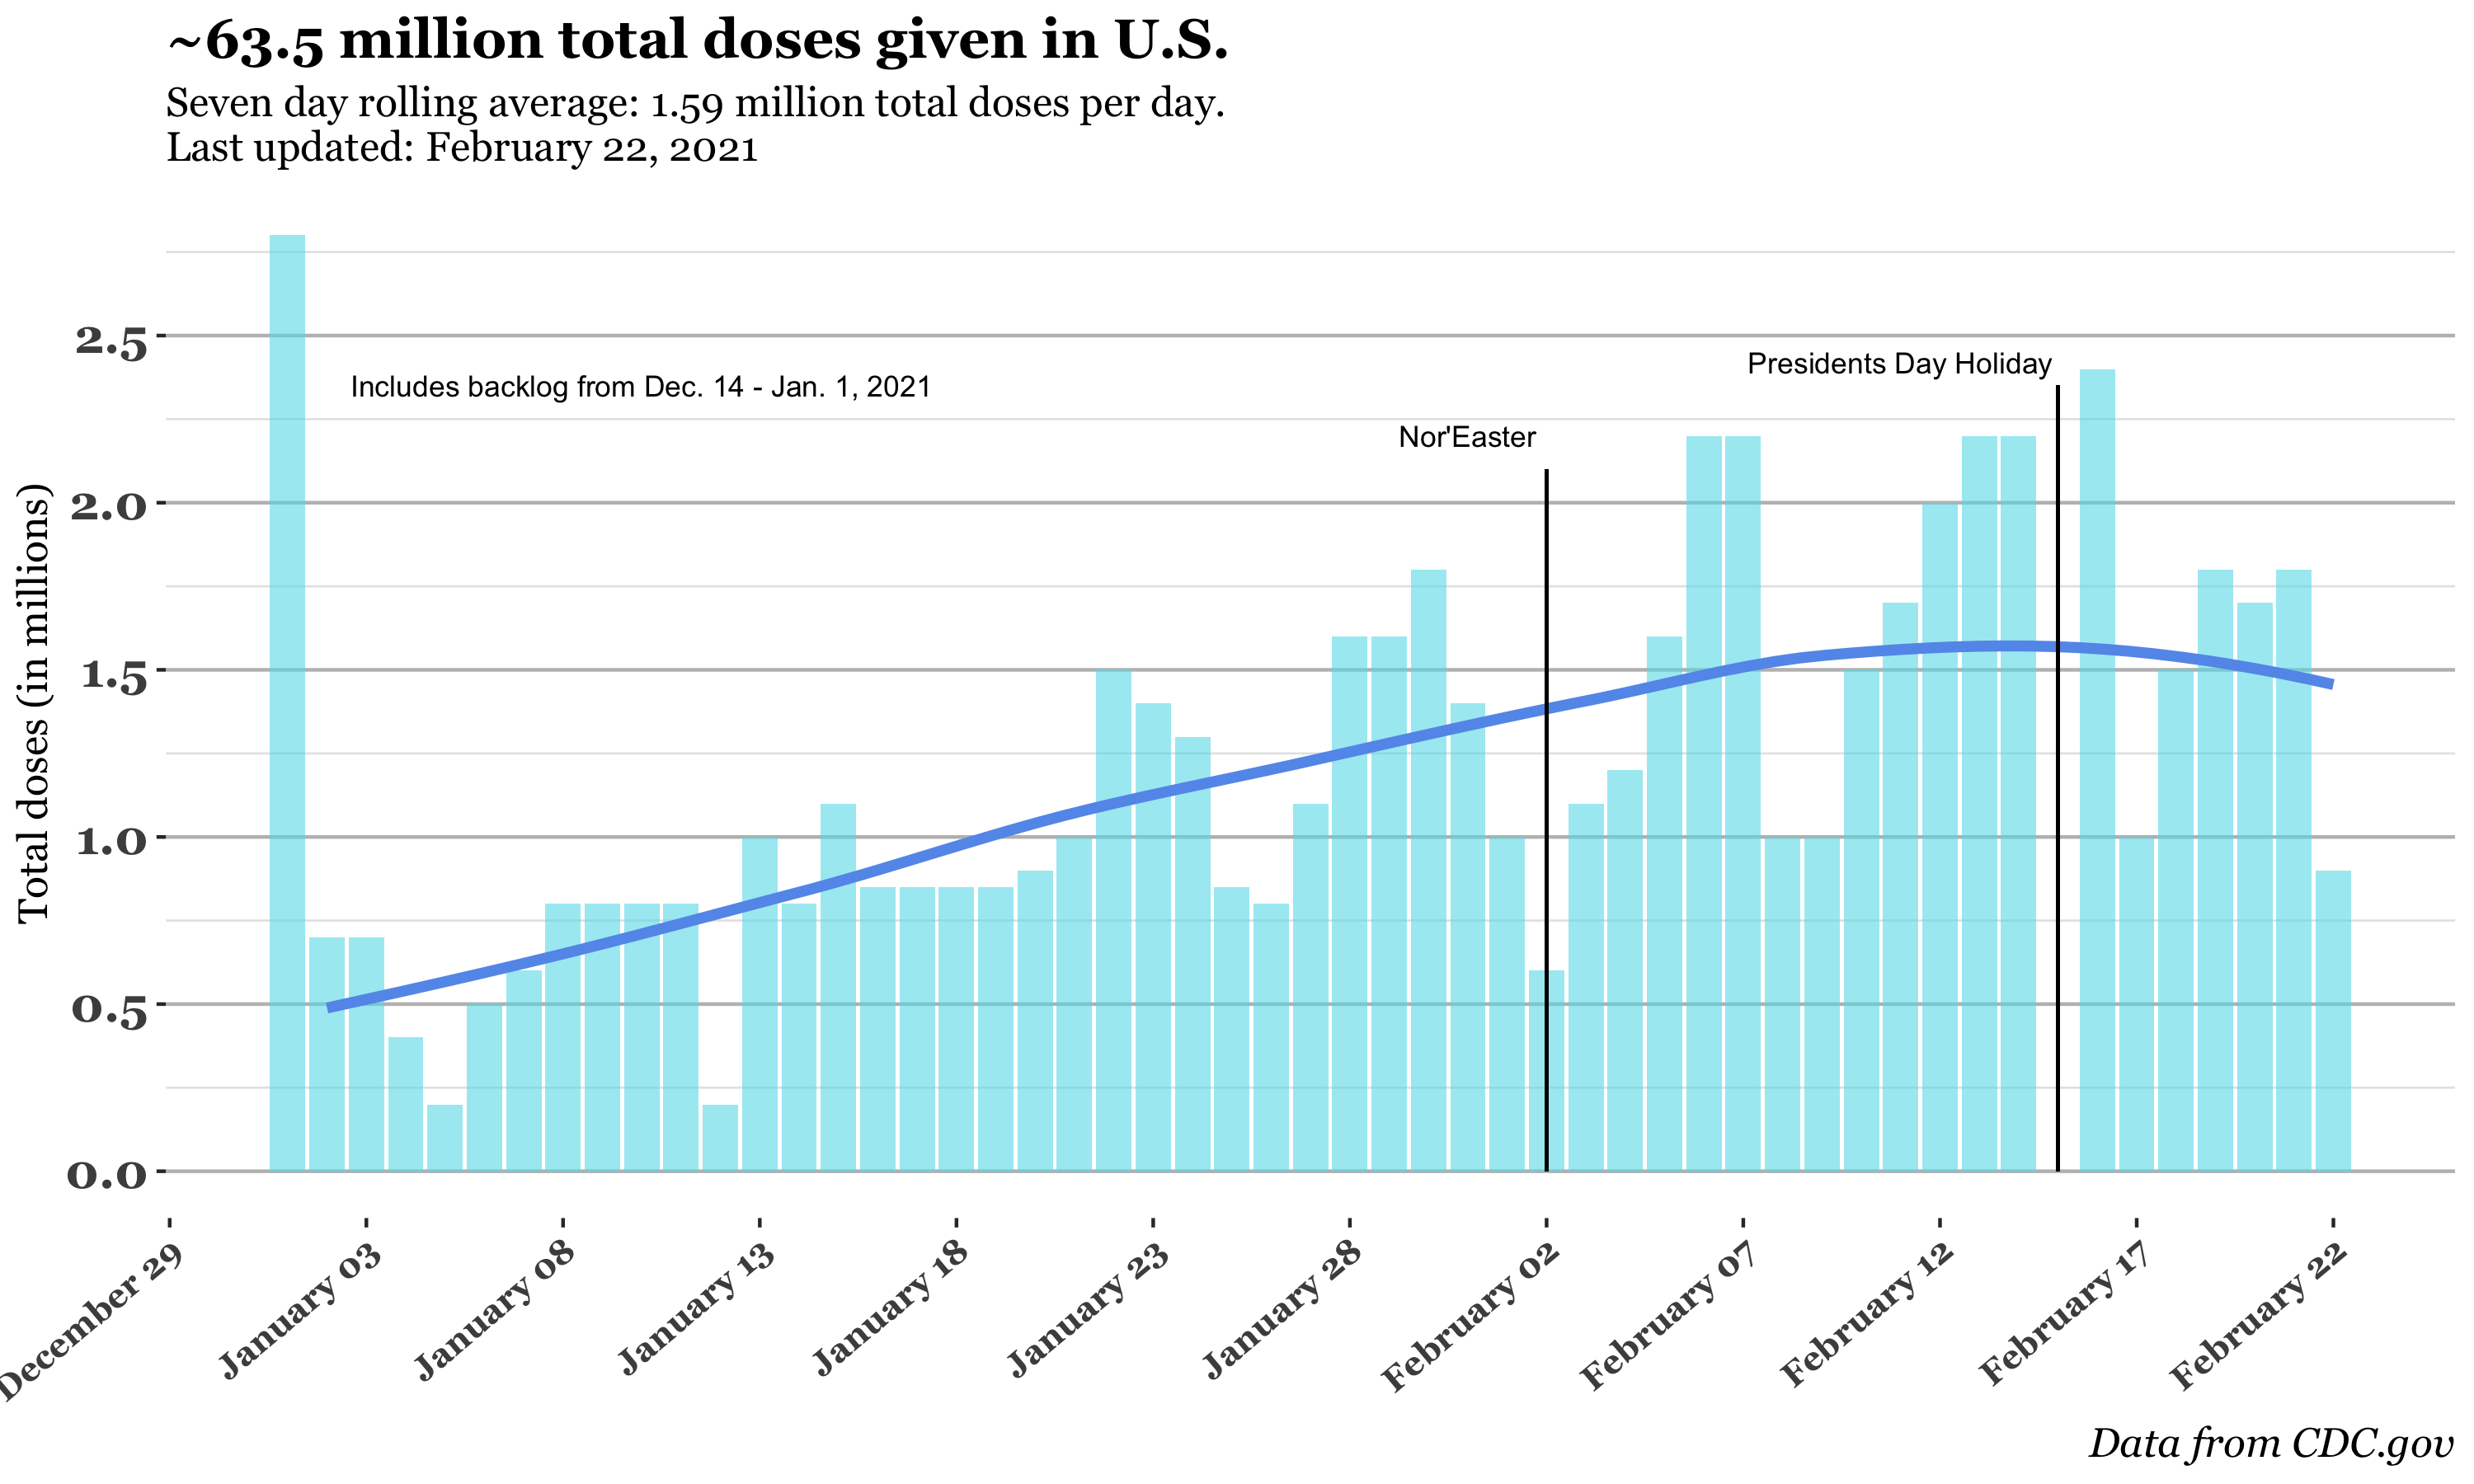 ~63.5 million total doses given in U.S.
Seven day rolling average: 1.59 million total doses per day.
Last updated: February 22, 2021
2.5
2.0
1.5
1.0
0.5
0.0
Total doses (in millions)
Includes backlog from Dec. 14 - Jan. 1, 2021
Nor'Easter
Presidents Day Holiday
December 29
January 03
January 08
January 13
January 18
January 23
January 28
February 02
February 07
February 12
February 17
February 22
Data from CDC.gov